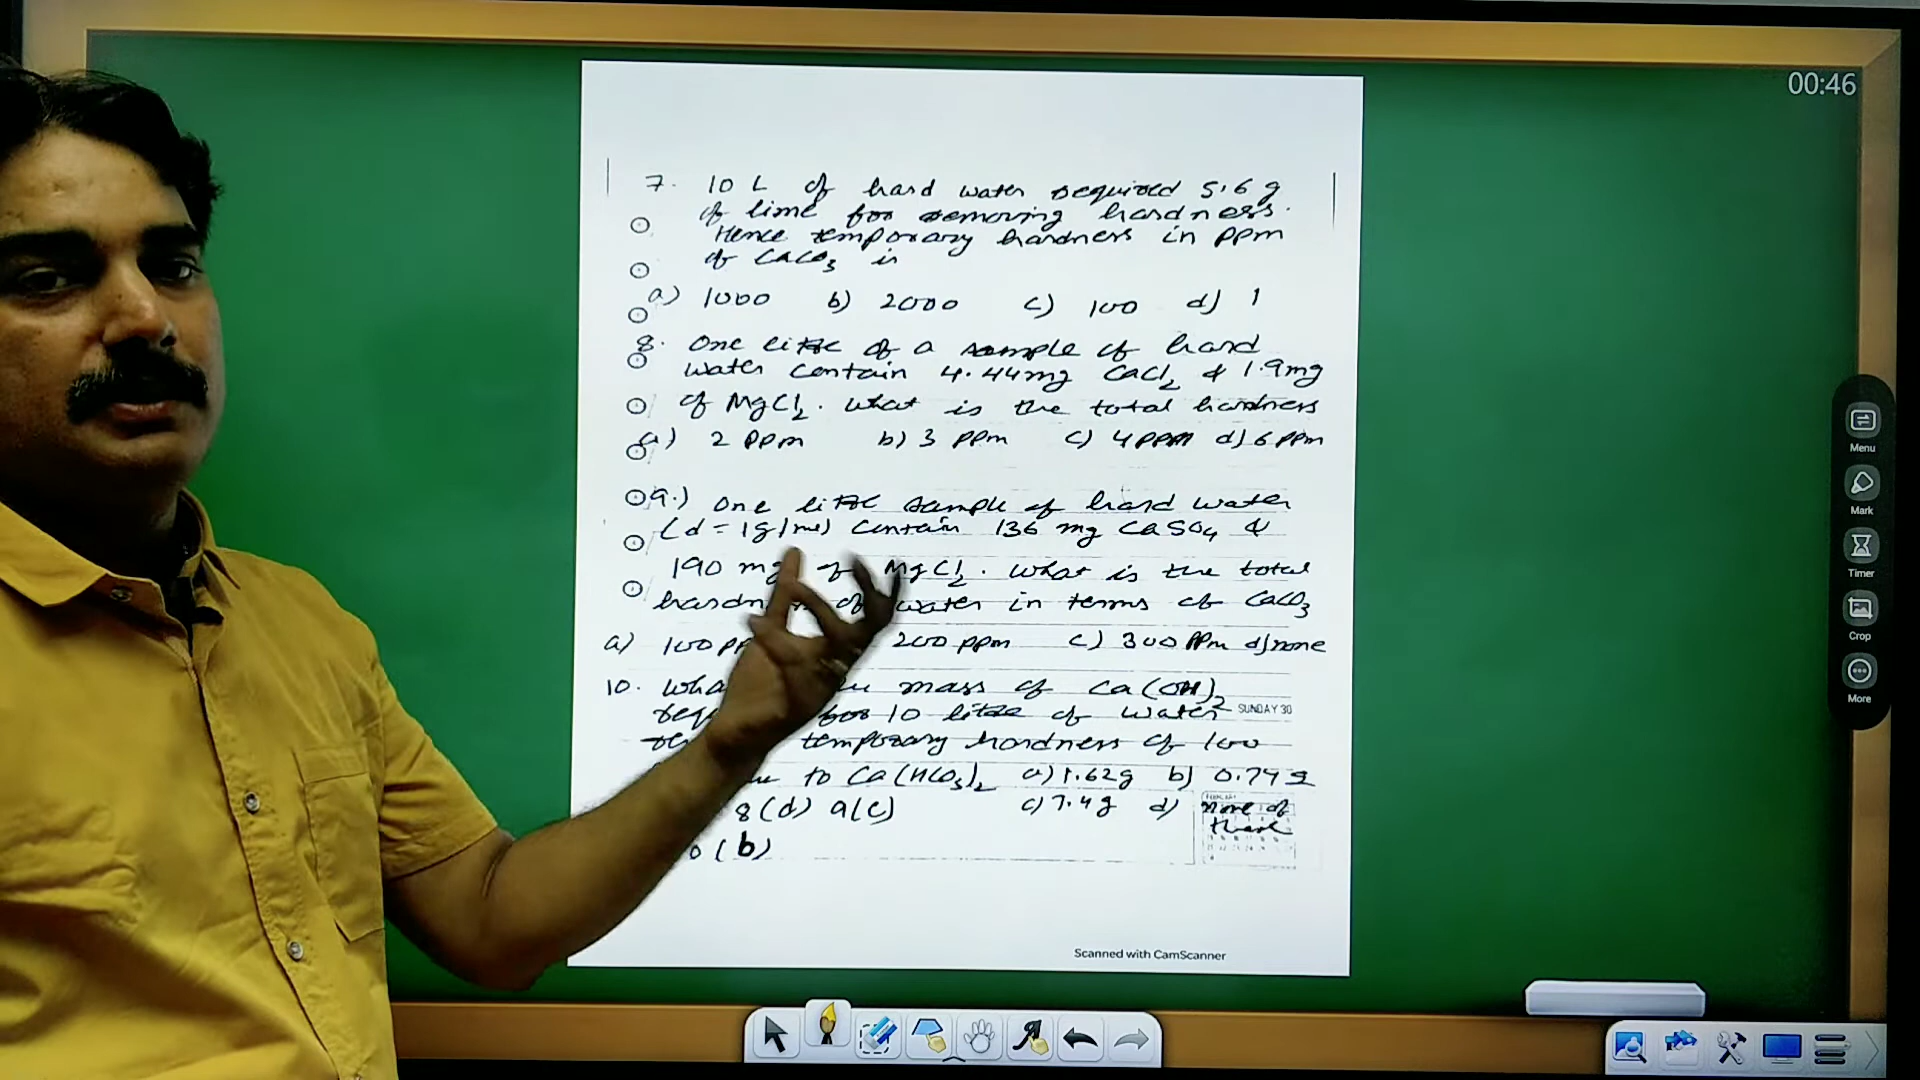 00:46
7. 10 L of hard water required 5.6 g
of lime for removing hardness.
Hence temporary hardness in ppm
of CaCO3 is
a) 1000 b) 2000 c) 100 d) 1
8. One litre of a sample of hard
water contain 4.44mg CaCl2 & 1.9mg
of MgCl2. What is the total hardness
a) 2 ppm b) 3 ppm c) 4 ppm d) 6 ppm
9.) One litre sample of hard water
(d = 1g/ml) contain 136 mg CaSO4 &
190 mg of MgCl2. What is the total
of water in terms of CaCO3
a) 100 200 ppm c) 300 ppm d) none
10. mass of Ca(OH)2
for 10 litre of water SUNDAY 30
temporary hardness of 100
to Ca(HCO3)2 a) 1.62g b) 0.74 g
8(d) 9(c) c) 7.4g d) none of
these
(b)
Scanned with CamScanner
Menu
Mark
Timer
Crop
More